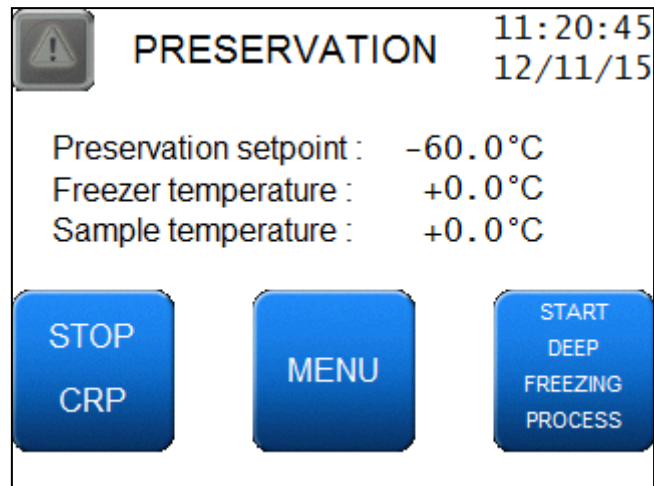 PRESERVATION
11:20:45
12/11/15
Preservation setpoint : -60.0°C
Freezer temperature : +0.0°C
Sample temperature : +0.0°C
STOP
CRP
MENU
START
DEEP
FREEZING
PROCESS